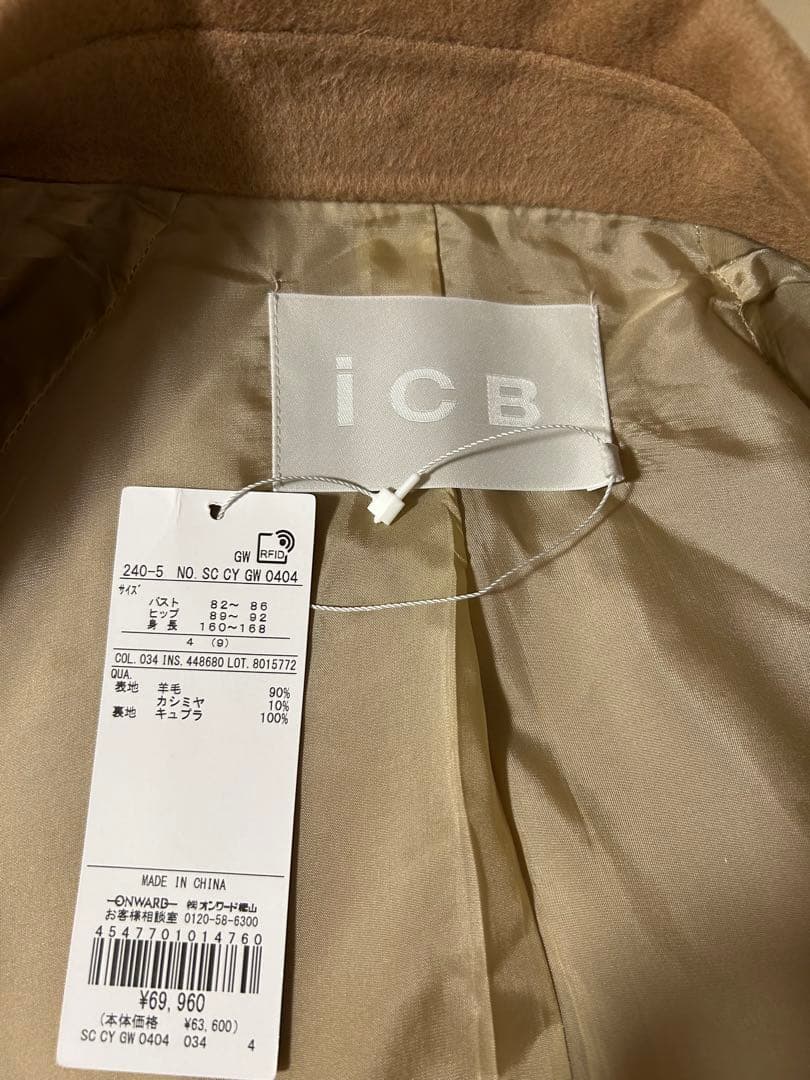 iCB
GW RFID
240-5 NO. SC CY GW 0404
サイズ
バスト 82～ 86
ヒップ 89～ 92
身長 160～168
4 (9)
COL. 034 INS. 448680 LOT. 8015772
QUA.
表地 羊毛 90%
カシミヤ 10%
裏地 キュプラ 100%
MADE IN CHINA
ONWARD ㈱オンワード樫山
お客様相談室 0120-58-6300
4547701014760
¥69,960
(本体価格 ¥63,600)
SC CY GW 0404 034 4